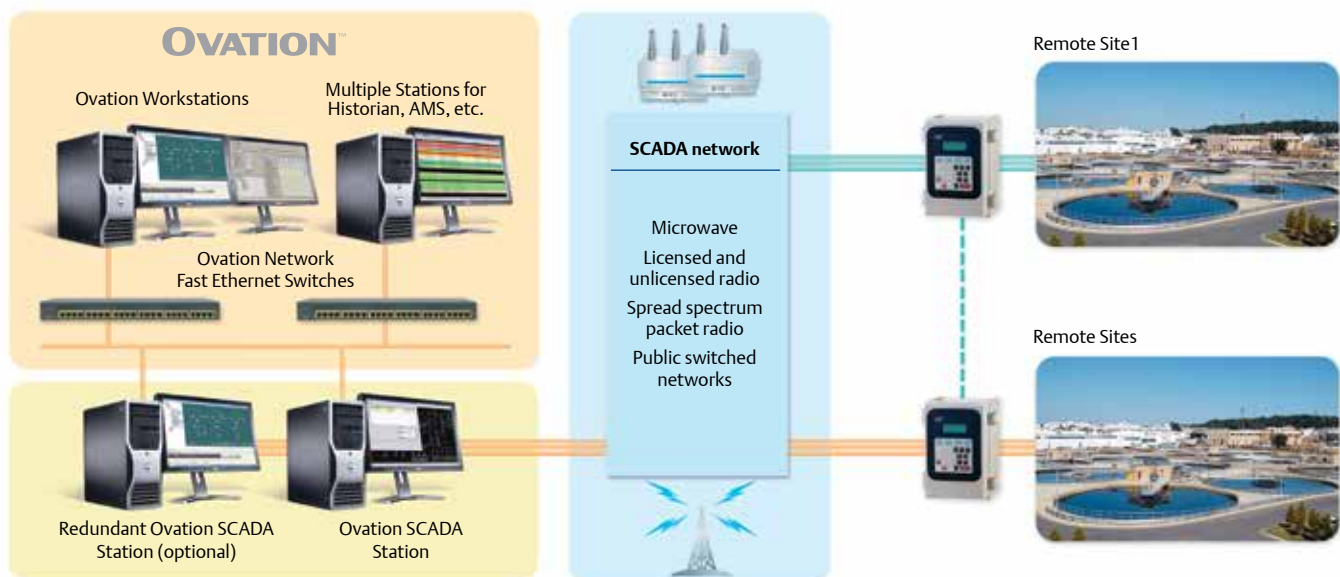 OVATION™
Ovation Workstations
Multiple Stations for
Historian, AMS, etc.
Ovation Network
Fast Ethernet Switches
Redundant Ovation SCADA
Station (optional)
Ovation SCADA
Station
SCADA network
Microwave
Licensed and
unlicensed radio
Spread spectrum
packet radio
Public switched
networks
Remote Site1
Remote Sites